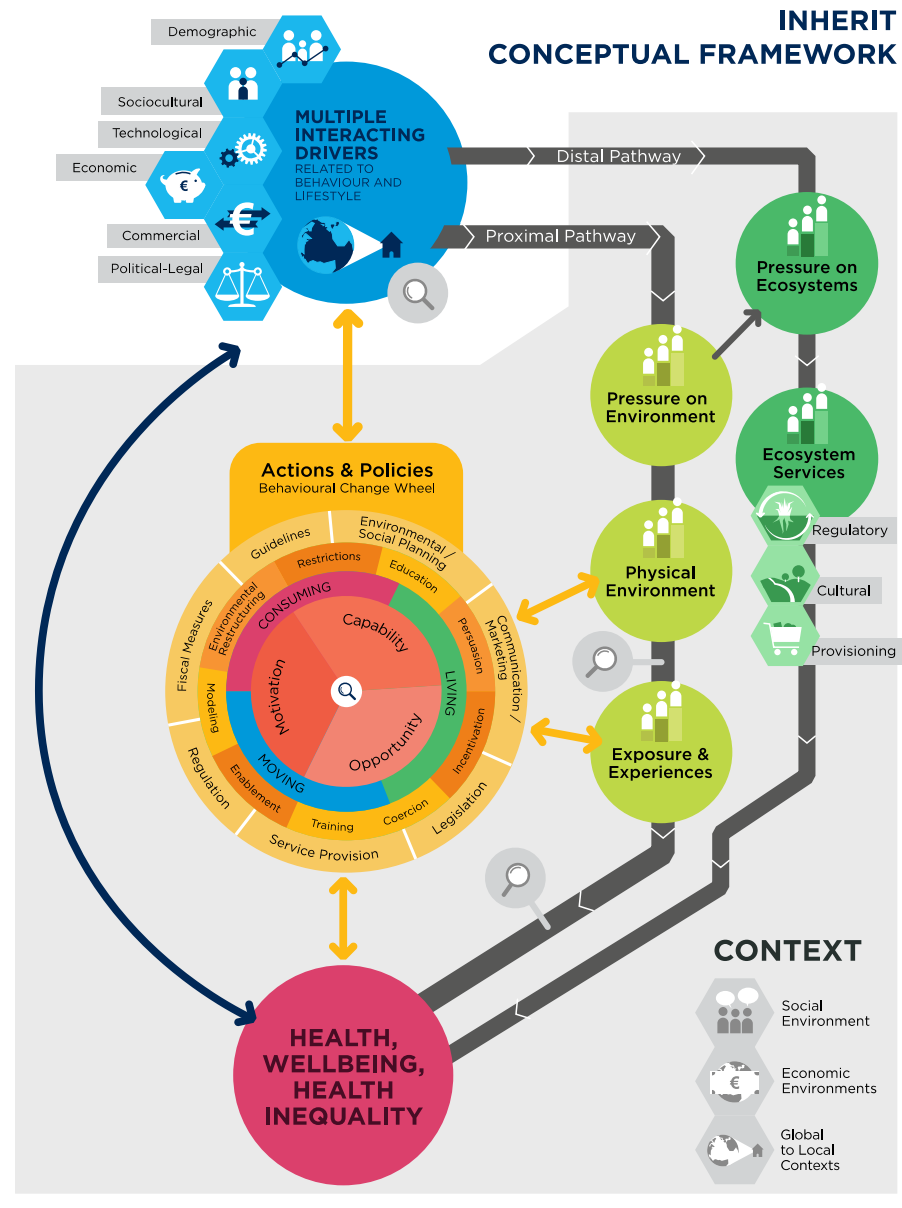 INHERIT
CONCEPTUAL FRAMEWORK
Demographic
Sociocultural
Technological
Economic
Commercial
Political-Legal
MULTIPLE
INTERACTING
DRIVERS
RELATED TO
BEHAVIOUR AND
LIFESTYLE
€
€
Distal Pathway
Proximal Pathway
Pressure on
Ecosystems
Pressure on
Environment
Ecosystem
Services
Regulatory
Cultural
Provisioning
Physical
Environment
Exposure &
Experiences
Actions & Policies
Behavioural Change Wheel
Guidelines
Environmental /
Social Planning
Communication /
Marketing
Legislation
Service Provision
Regulation
Fiscal Measures
Restrictions
Education
Persuasion
Incentivation
Coercion
Training
Enablement
Modeling
Environmental
Restructuring
CONSUMING
LIVING
MOVING
Capability
Opportunity
Motivation
HEALTH,
WELLBEING,
HEALTH
INEQUALITY
CONTEXT
Social
Environment
€
Economic
Environments
Global
to Local
Contexts